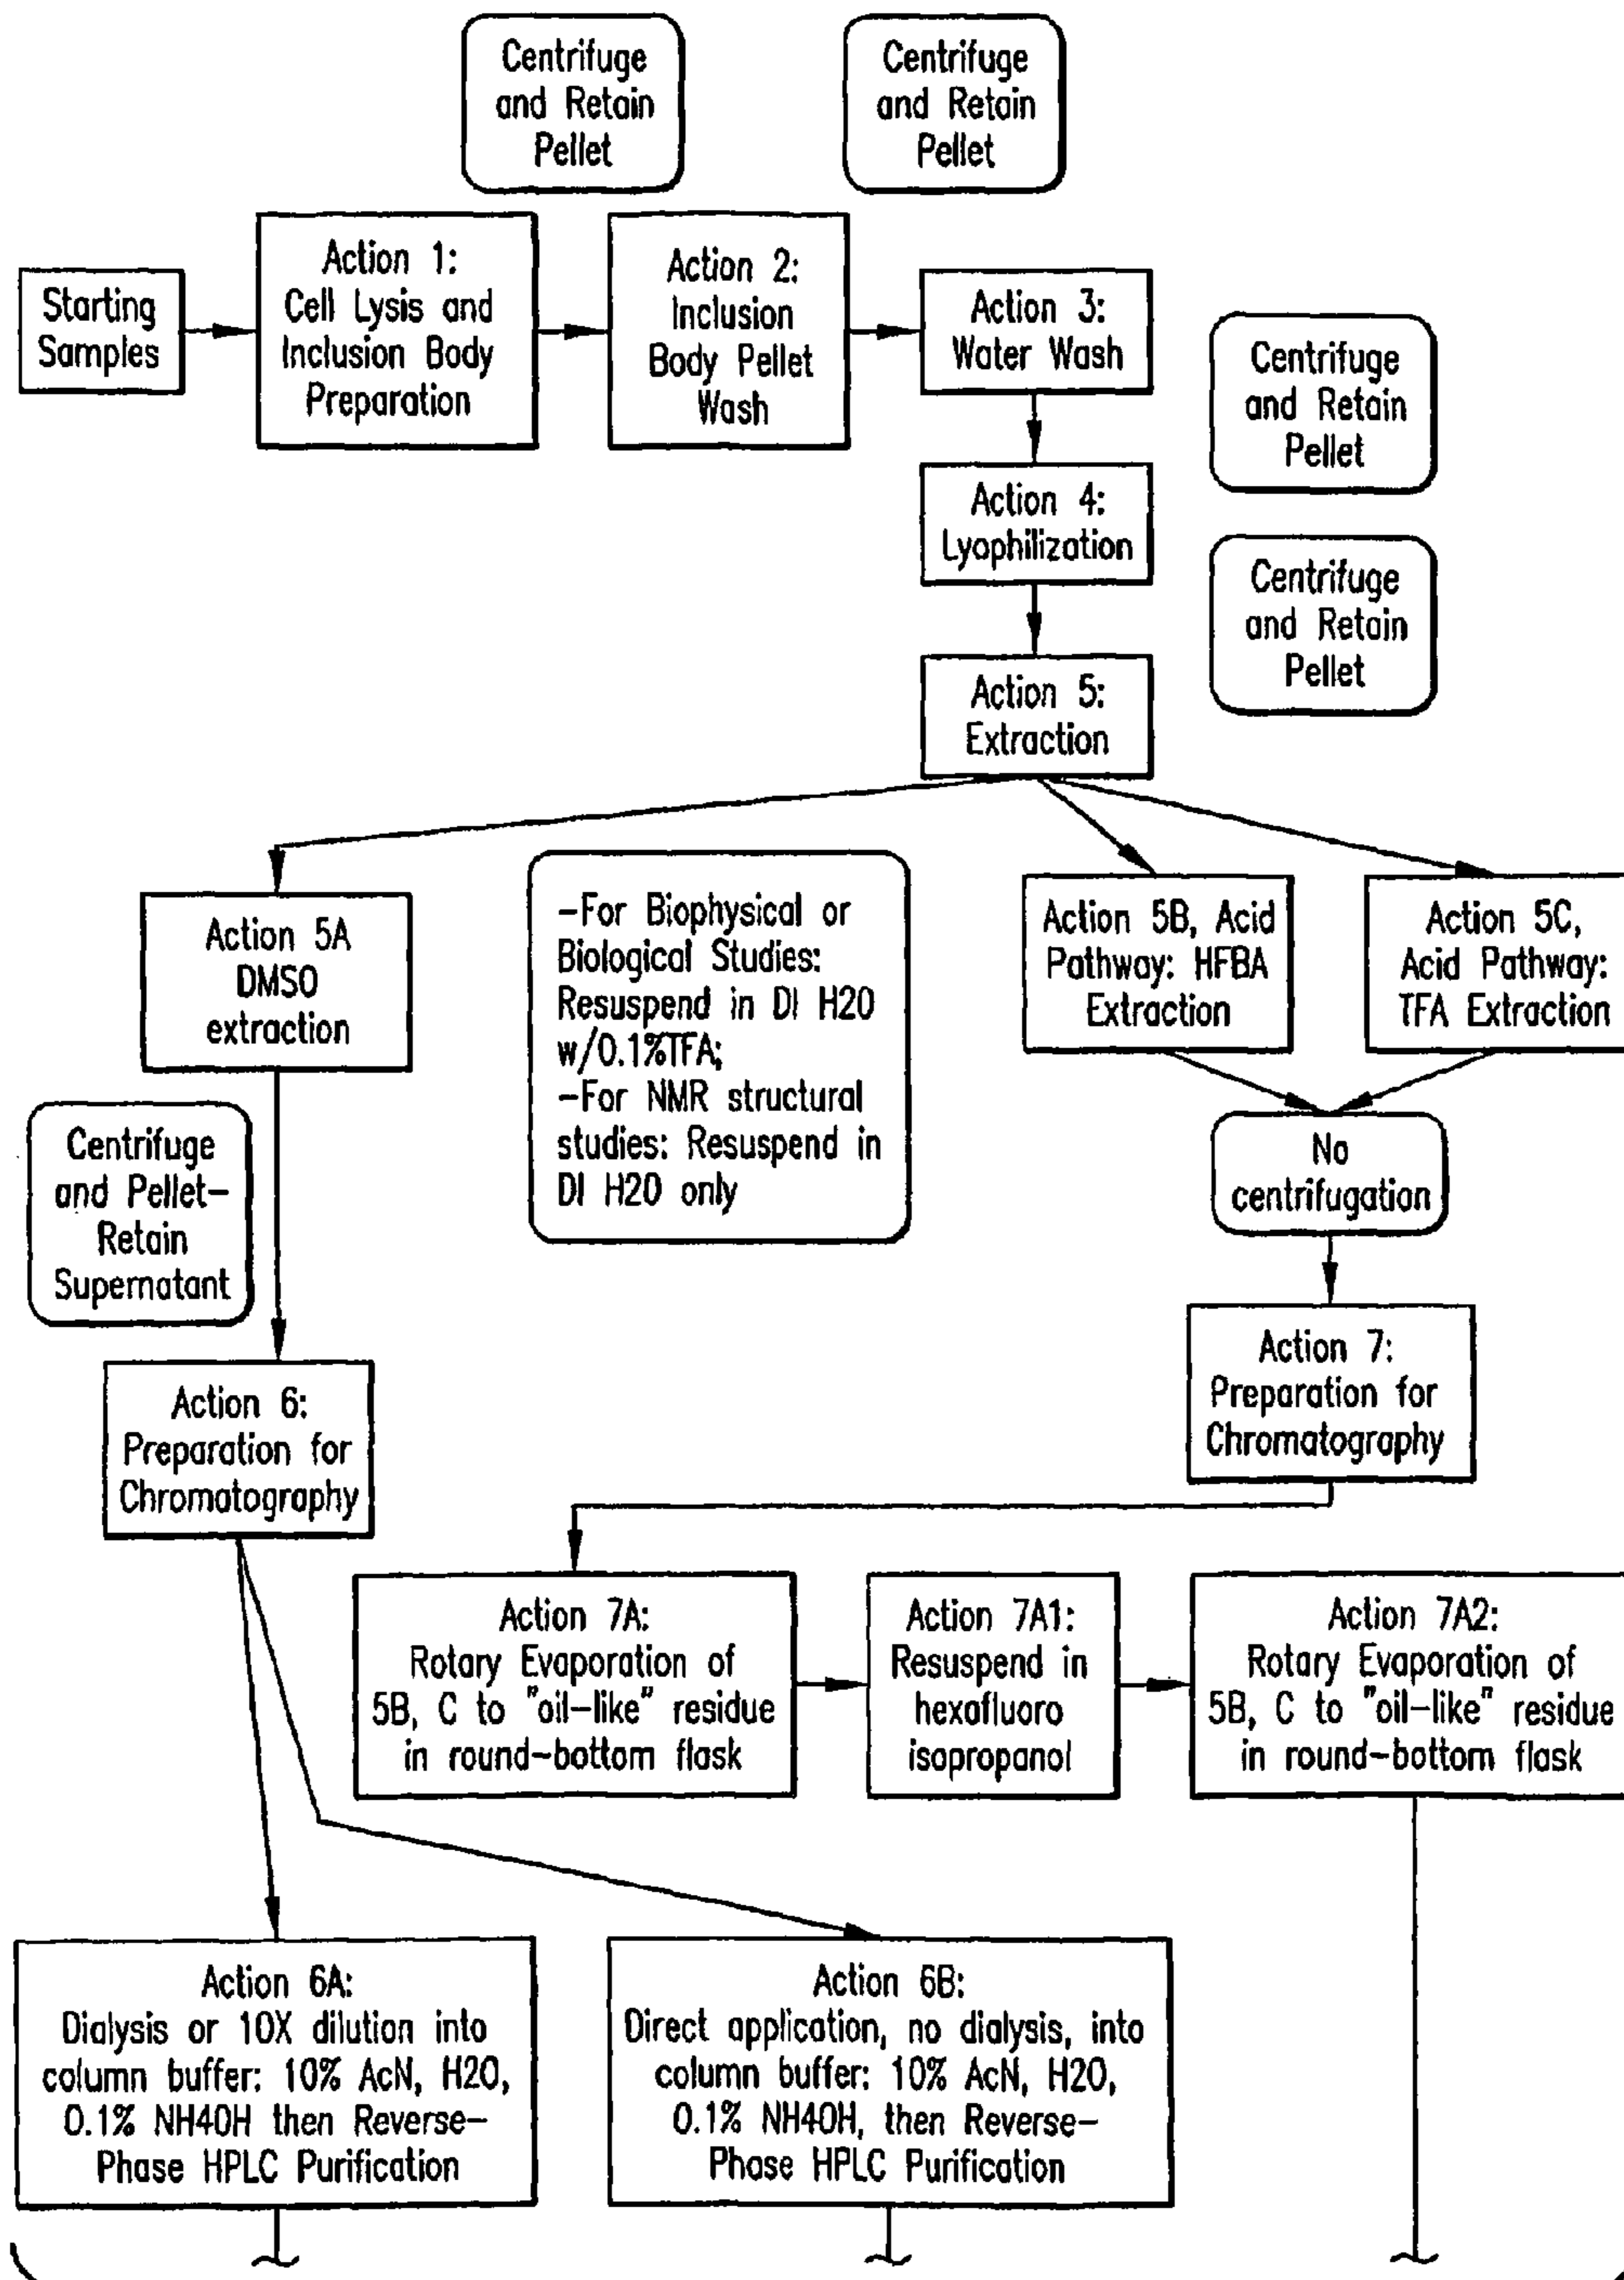 Centrifuge
and Retain
Pellet
Centrifuge
and Retain
Pellet
Starting
Samples
Action 1:
Cell Lysis and
Inclusion Body
Preparation
Action 2:
Inclusion
Body Pellet
Wash
Action 3:
Water Wash
Centrifuge
and Retain
Pellet
Action 4:
Lyophilization
Centrifuge
and Retain
Pellet
Action 5:
Extraction
Action 5A
DMSO
extraction
-For Biophysical or
Biological Studies:
Resuspend in DI H2O
w/0.1%TFA;
-For NMR structural
studies: Resuspend in
DI H2O only
Action 5B, Acid
Pathway: HFBA
Extraction
Action 5C,
Acid Pathway:
TFA Extraction
Centrifuge
and Pellet-
Retain
Supernatant
No
centrifugation
Action 6:
Preparation for
Chromatography
Action 7:
Preparation for
Chromatography
Action 7A:
Rotary Evaporation of
5B, C to "oil-like" residue
in round-bottom flask
Action 7A1:
Resuspend in
hexafluoro
isopropanol
Action 7A2:
Rotary Evaporation of
5B, C to "oil-like" residue
in round-bottom flask
Action 6A:
Dialysis or 10X dilution into
column buffer: 10% AcN, H2O,
0.1% NH4OH then Reverse-
Phase HPLC Purification
Action 6B:
Direct application, no dialysis, into
column buffer: 10% AcN, H2O,
0.1% NH4OH, then Reverse-
Phase HPLC Purification